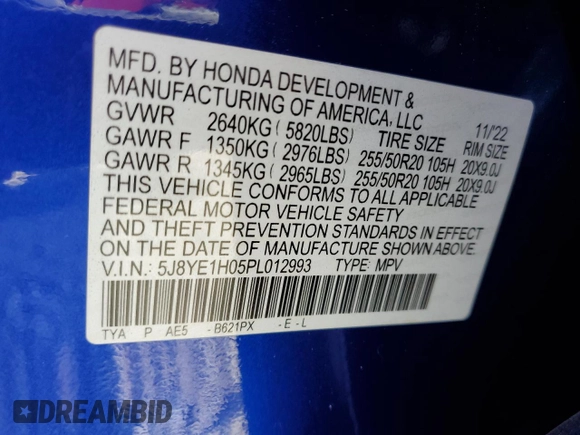 MFD. BY HONDA DEVELOPMENT &
MANUFACTURING OF AMERICA, LLC
GVWR 2640KG ( 5820LBS) TIRE SIZE 11/'22 RIM SIZE
GAWR F 1350KG ( 2976LBS) 255/50R20 105H 20X9.0J
GAWR R 1345KG ( 2965LBS) 255/50R20 105H 20X9.0J
THIS VEHICLE CONFORMS TO ALL APPLICABLE
FEDERAL MOTOR VEHICLE SAFETY
AND THEFT PREVENTION STANDARDS IN EFFECT
ON THE DATE OF MANUFACTURE SHOWN ABOVE.
V.I.N.: 5J8YE1H05PL012993 TYPE: MPV
TYA P AE5 - B621PX - E - L
DREAMBID